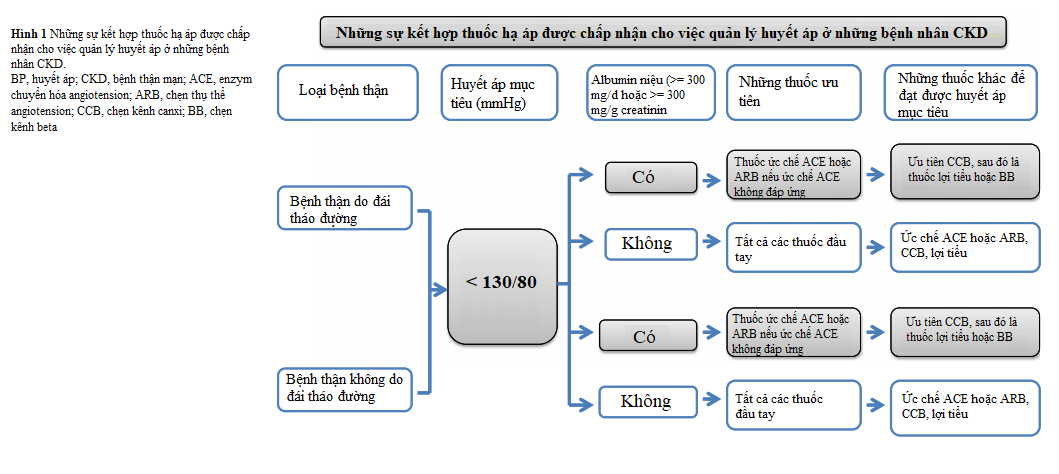 Hình 1 Những sự kết hợp thuốc hạ áp được chấp
nhận cho việc quản lý huyết áp ở những bệnh
nhân CKD.
BP, huyết áp; CKD, bệnh thận mạn; ACE, enzym
chuyển hóa angiotension; ARB, chẹn thụ thể
angiotension; CCB, chẹn kênh canxi; BB, chẹn
kênh beta
Những sự kết hợp thuốc hạ áp được chấp nhận cho việc quản lý huyết áp ở những bệnh nhân CKD
Loại bệnh thận
Huyết áp mục
tiêu (mmHg)
Albumin niệu (>= 300
mg/d hoặc >= 300
mg/g creatinin
Những thuốc ưu
tiên
Những thuốc khác để
đạt được huyết áp
mục tiêu
Bệnh thận do đái
tháo đường
Bệnh thận không do
đái tháo đường
< 130/80
Có
Thuốc ức chế ACE hoặc
ARB nếu ức chế ACE
không đáp ứng
Ưu tiên CCB, sau đó là
thuốc lợi tiểu hoặc BB
Không
Tất cả các thuốc đầu
tay
Ức chế ACE hoặc ARB,
CCB, lợi tiểu
Có
Thuốc ức chế ACE hoặc
ARB nếu ức chế ACE
không đáp ứng
Ưu tiên CCB, sau đó là
thuốc lợi tiểu hoặc BB
Không
Tất cả các thuốc
đầu tay
Ức chế ACE hoặc ARB,
CCB, lợi tiểu